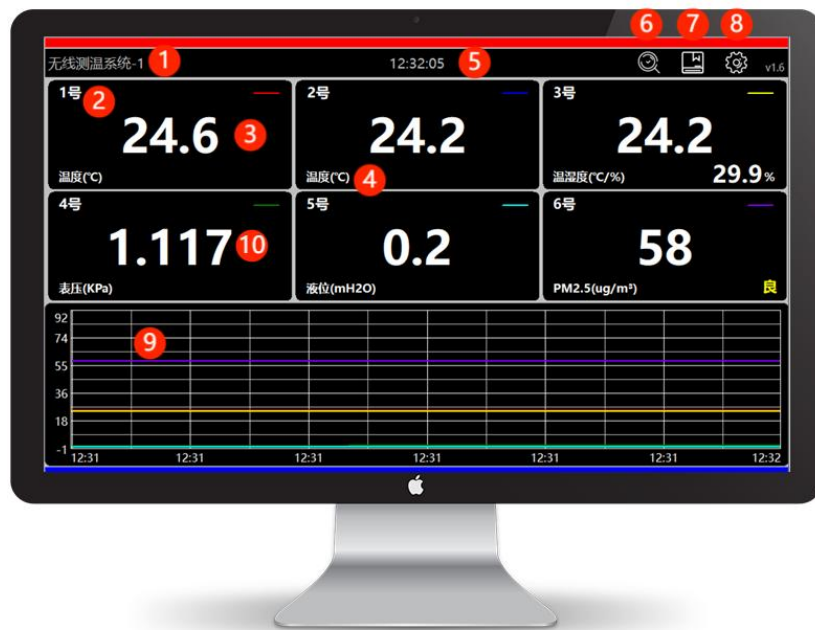 6 7 8
无线测温系统-1 1 12:32:05 5 v1.6
1号 2
24.6 3
温度(℃)
2号
24.2
温度(℃) 4
3号
24.2
温湿度(℃/%) 29.9%
4号
1.117 10
表压(KPa)
5号
0.2
液位(mH2O)
6号
58
PM2.5(ug/m³) 良
92
74
55
36
18
-1
9
12:31 12:31 12:31 12:31 12:31 12:31 12:32